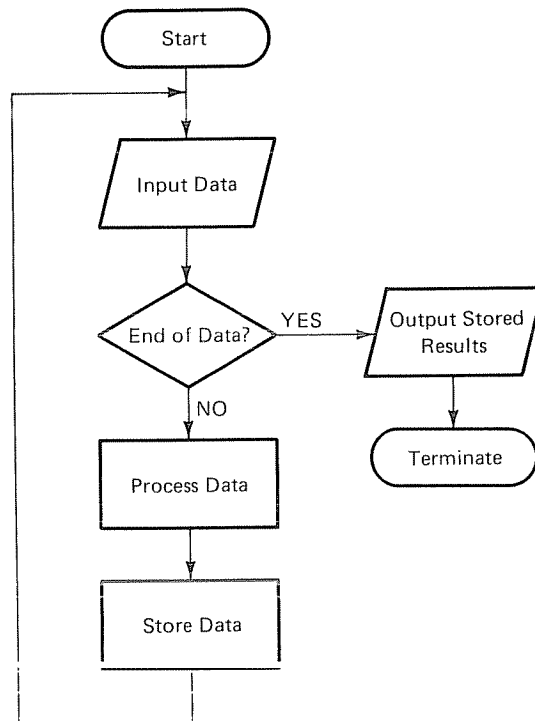 Start
Input Data
End of Data?
YES
Output Stored
Results
NO
Terminate
Process Data
Store Data